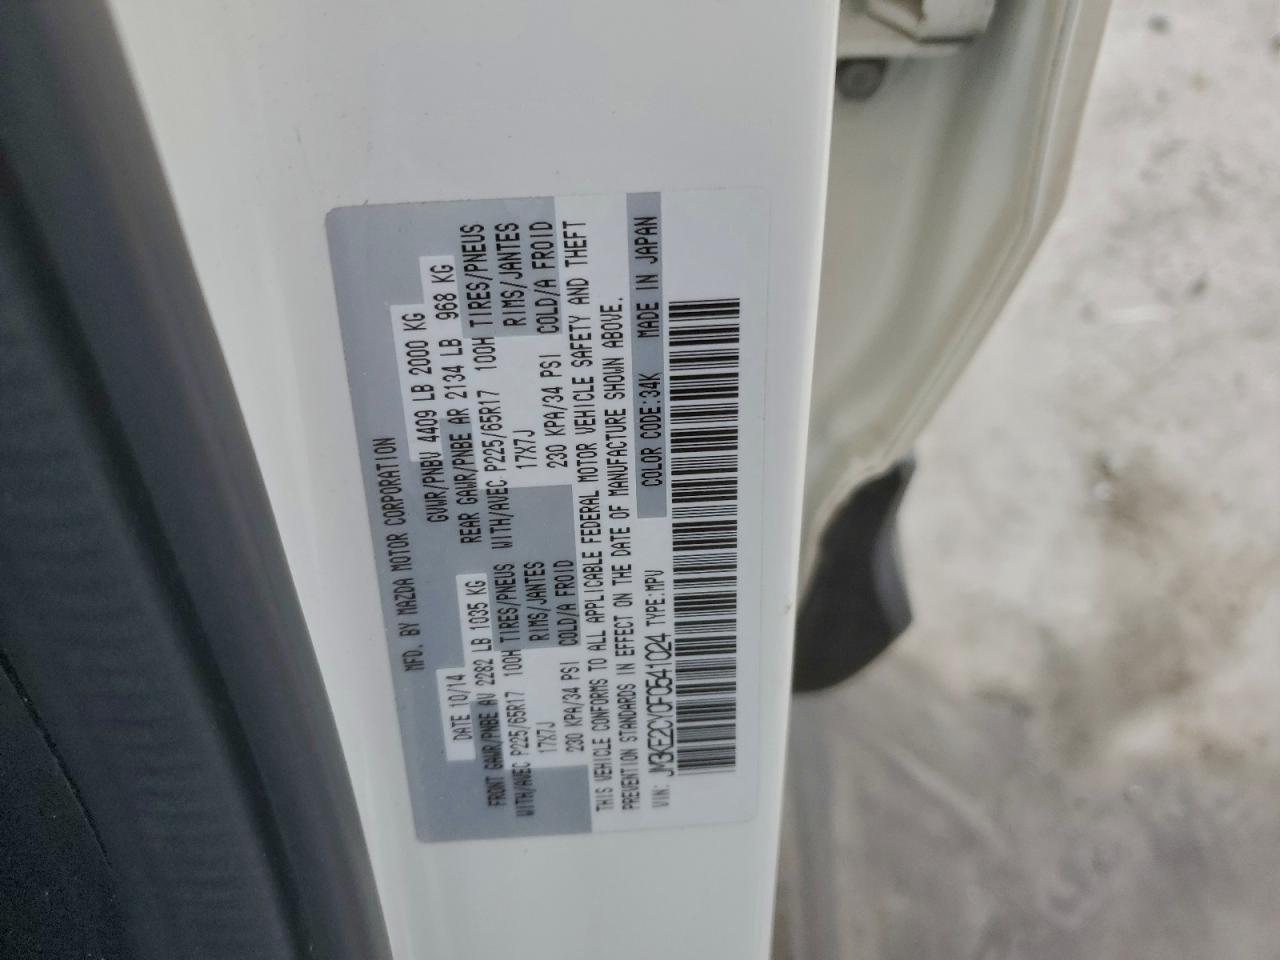 MFD. BY MAZDA MOTOR CORPORATION
DATE 10/14 GVWR/PNBV 4409 LB 2000 KG
FRONT GAWR/PNBE AV 2282 LB 1035 KG REAR GAWR/PNBE AR 2134 LB 968 KG
WITH/AVEC P225/65R17 100H TIRES/PNEUS WITH/AVEC P225/65R17 100H TIRES/PNEUS
17X7J RIMS/JANTES 17X7J RIMS/JANTES
230 KPA/34 PSI COLD/A FROID 230 KPA/34 PSI COLD/A FROID
THIS VEHICLE CONFORMS TO ALL APPLICABLE FEDERAL MOTOR VEHICLE SAFETY AND THEFT
PREVENTION STANDARDS IN EFFECT ON THE DATE OF MANUFACTURE SHOWN ABOVE.
VIN: JM3KE2CY0F0541024 TYPE:MPV COLOR CODE:34K MADE IN JAPAN